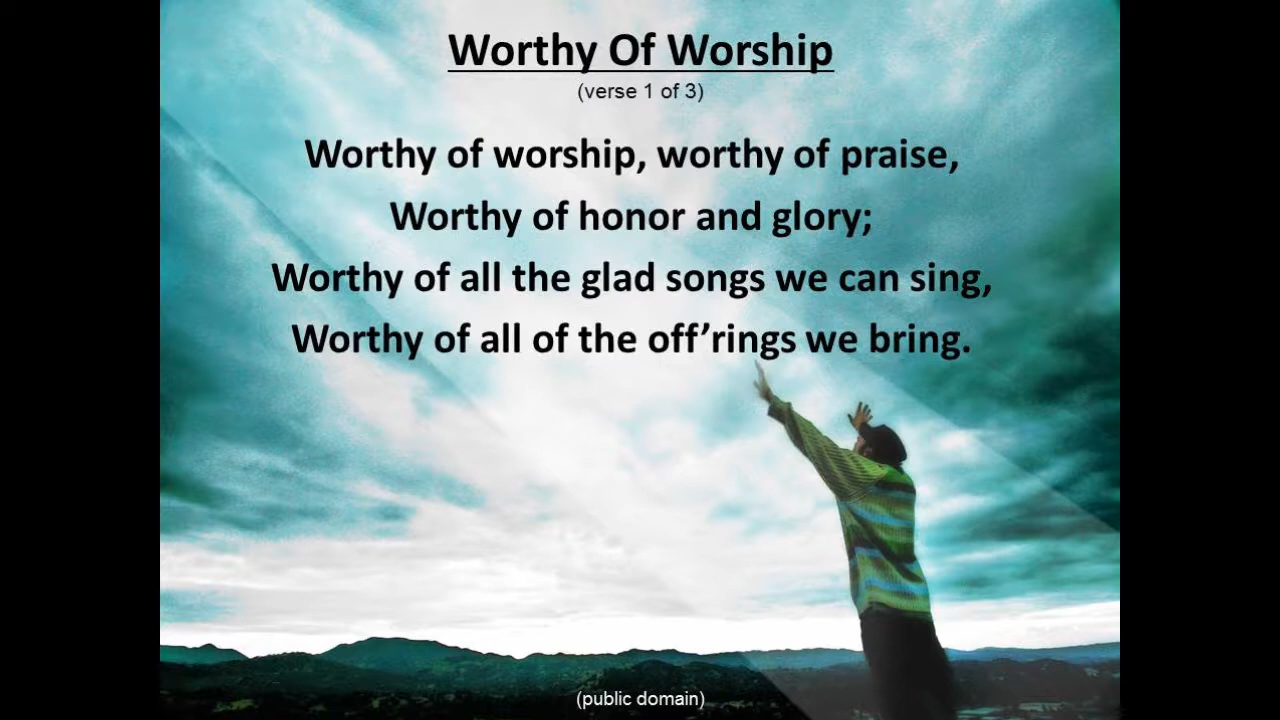 Worthy Of Worship
(verse 1 of 3)
Worthy of worship, worthy of praise,
Worthy of honor and glory;
Worthy of all the glad songs we can sing,
Worthy of all of the off’rings we bring.
(public domain)